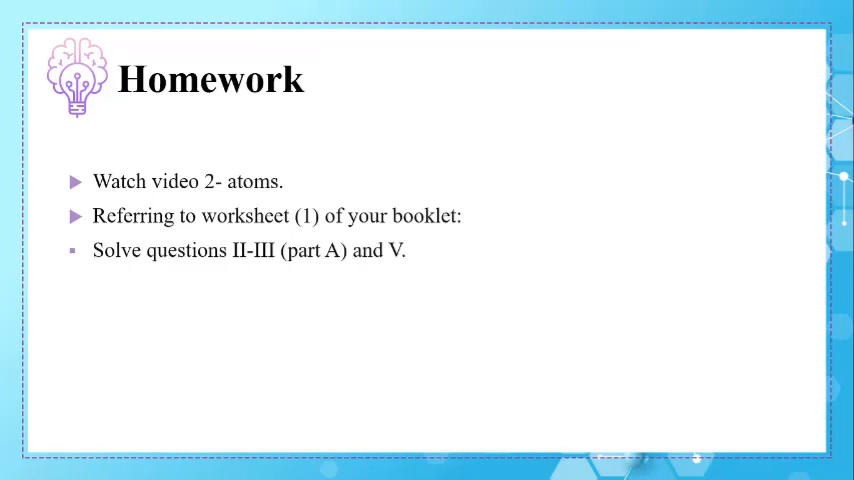 Homework
Watch video 2- atoms.
Referring to worksheet (1) of your booklet:
Solve questions II-III (part A) and V.